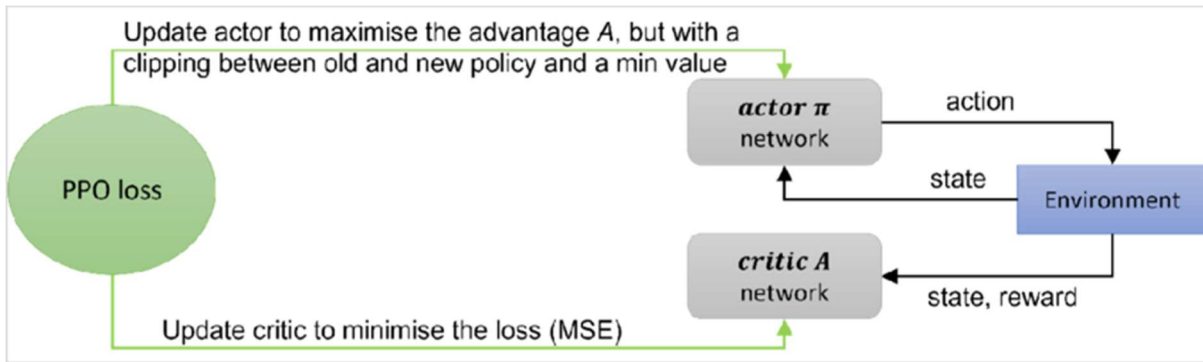 Update actor to maximise the advantage A, but with a
clipping between old and new policy and a min value
actor π
network
action
PPO loss
state
Environment
critic A
network
state, reward
Update critic to minimise the loss (MSE)